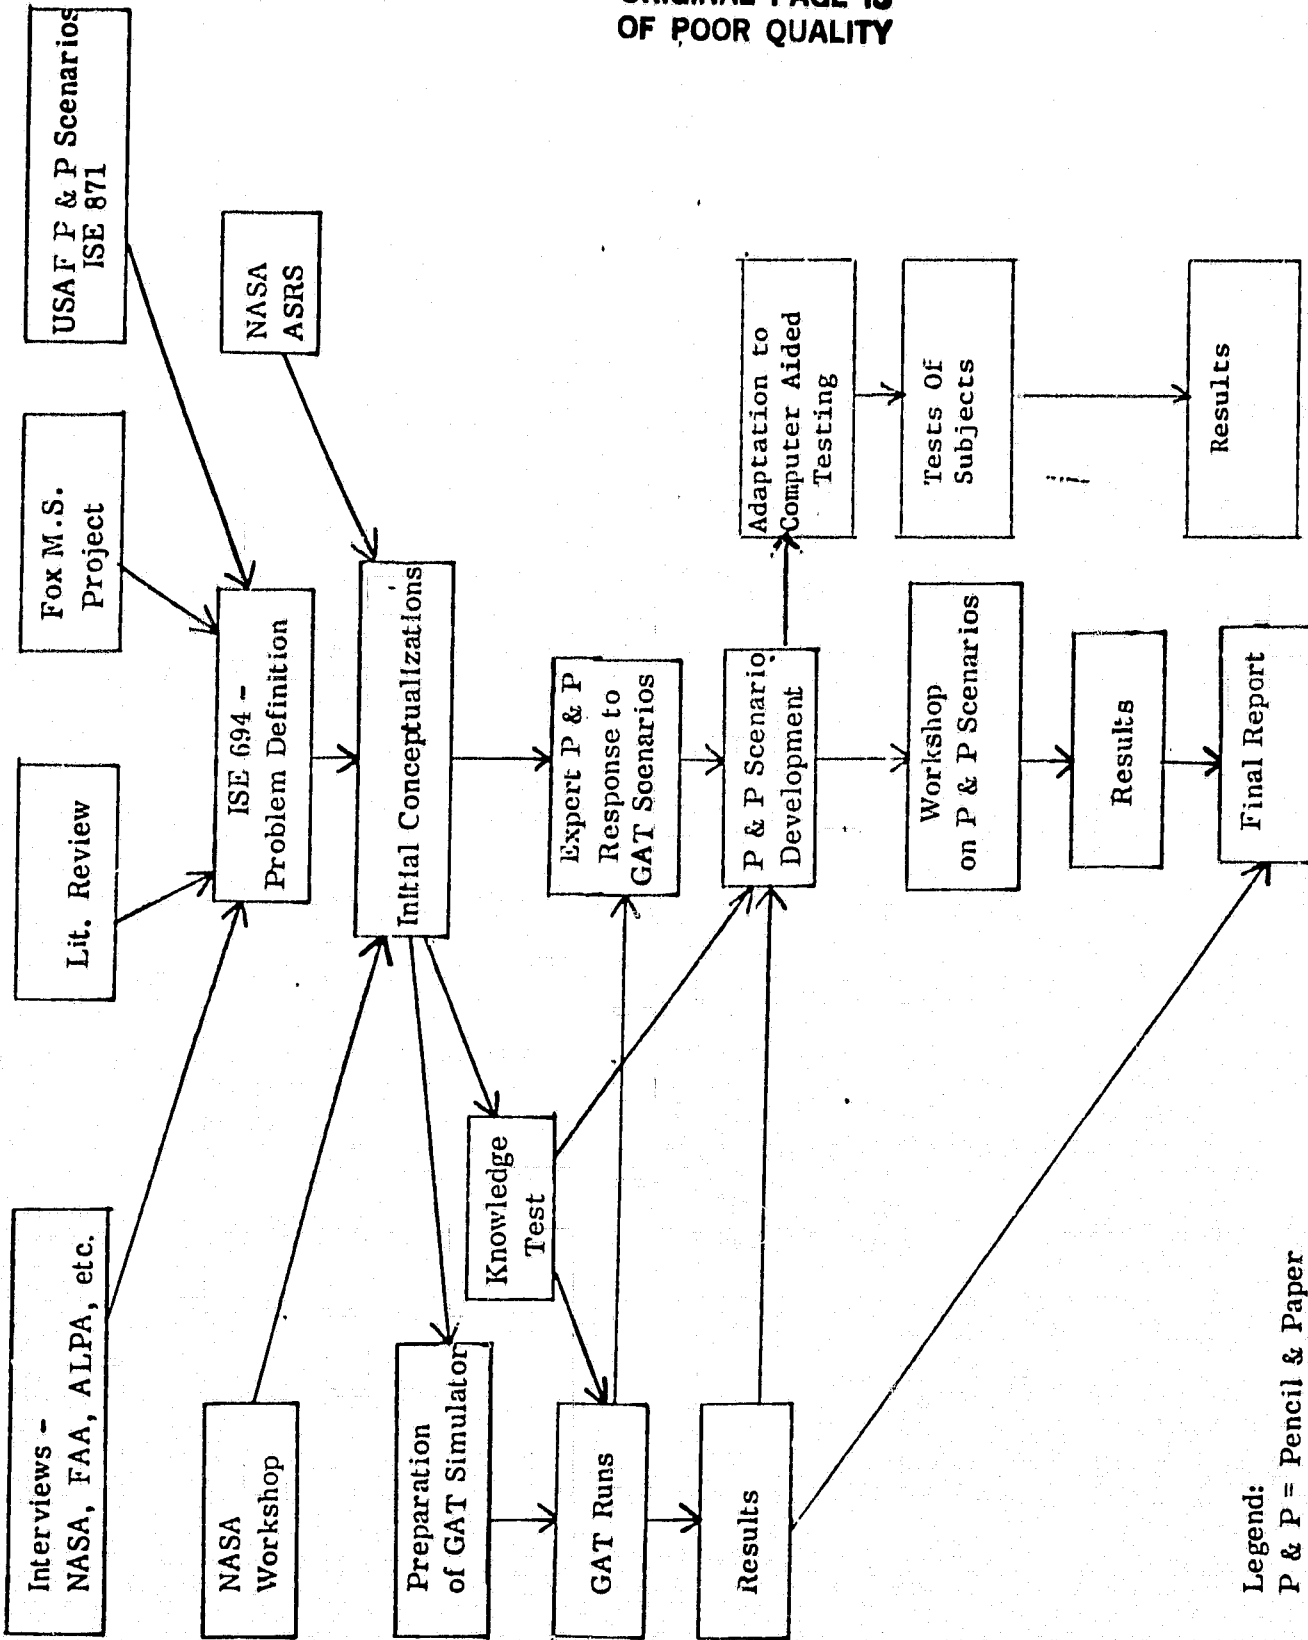 OF POOR QUALITY
Interviews -
NASA, FAA, ALPA, etc.
Lit. Review
Fox M.S.
Project
USAF P & P Scenarios
ISE 871
NASA
Workshop
ISE 694 -
Problem Definition
NASA
ASRS
Initial Conceptualizations
Preparation
of GAT Simulator
Knowledge
Test
GAT Runs
Expert P & P
Response to
GAT Scenarios
Results
P & P Scenario
Development
Adaptation to
Computer Aided
Testing
Workshop
on P & P Scenarios
Tests Of
Subjects
Results
Final Report
Results
Legend:
P & P = Pencil & Paper